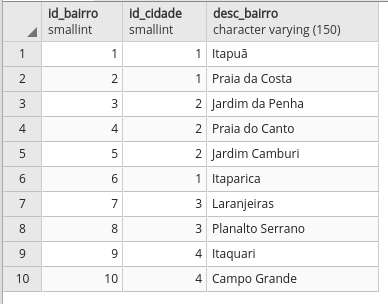 id_bairro id_cidade desc_bairro
smallint smallint character varying (150)
1 1 1 Itapuã
2 2 1 Praia da Costa
3 3 2 Jardim da Penha
4 4 2 Praia do Canto
5 5 2 Jardim Camburi
6 6 1 Itaparica
7 7 3 Laranjeiras
8 8 3 Planalto Serrano
9 9 4 Itaquari
10 10 4 Campo Grande